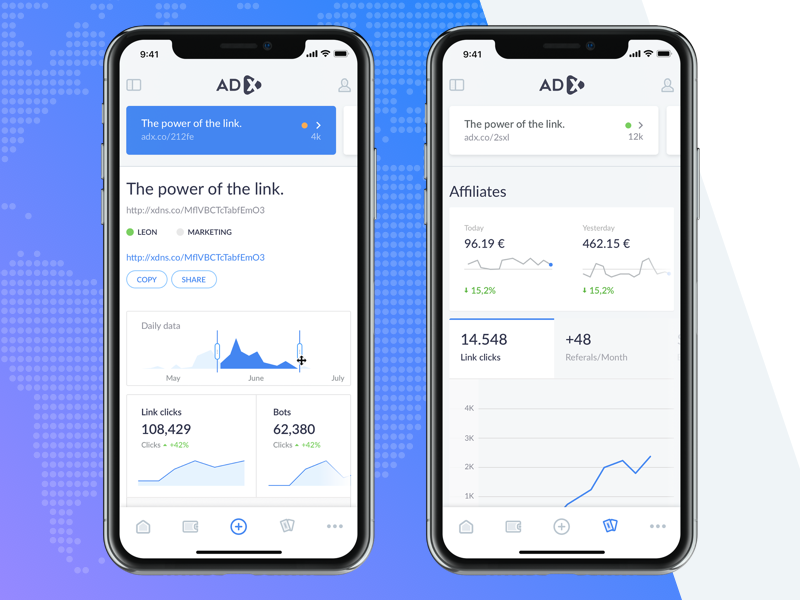 9:41
AD
The power of the link.
adx.co/212fe
4k
The power of the link.
http://xdns.co/MflVBCTcTabfEmO3
LEON
MARKETING
http://xdns.co/MflVBCTcTabfEmO3
COPY
SHARE
Daily data
May
June
July
Link clicks
108,429
Clicks +42%
Bots
62,380
Clicks +42%
9:41
AD
The power of the link.
adx.co/2sxl
12k
Affiliates
Today
96.19 €
15,2%
Yesterday
462.15 €
15,2%
14.548
Link clicks
+48
Referrals/Month
4K
3K
2K
1K